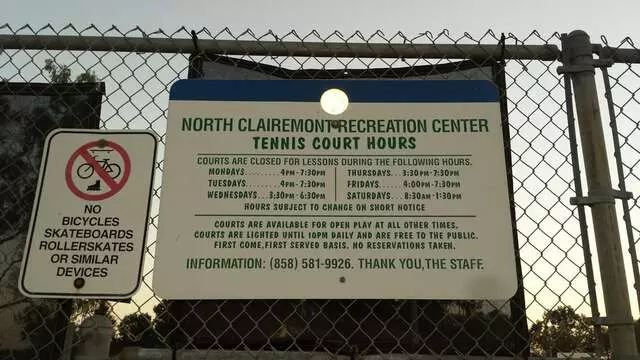 NORTH CLAIREMONT RECREATION CENTER
TENNIS COURT HOURS
COURTS ARE CLOSED FOR LESSONS DURING THE FOLLOWING HOURS.
MONDAYS.........4PM-7:30PM THURSDAYS...3:30PM-7:30PM
TUESDAYS........4PM-7:30PM FRIDAYS.....4:00PM-7:30PM
WEDNESDAYS...3:30PM-6:30PM SATURDAYS...8:30AM-1:30PM
HOURS SUBJECT TO CHANGE ON SHORT NOTICE
COURTS ARE AVAILABLE FOR OPEN PLAY AT ALL OTHER TIMES.
COURTS ARE LIGHTED UNTIL 10PM DAILY AND ARE FREE TO THE PUBLIC.
FIRST COME, FIRST SERVED BASIS. NO RESERVATIONS TAKEN.
INFORMATION: (858) 581-9926. THANK YOU, THE STAFF.
NO
BICYCLES
SKATEBOARDS
ROLLERSKATES
OR SIMILAR
DEVICES